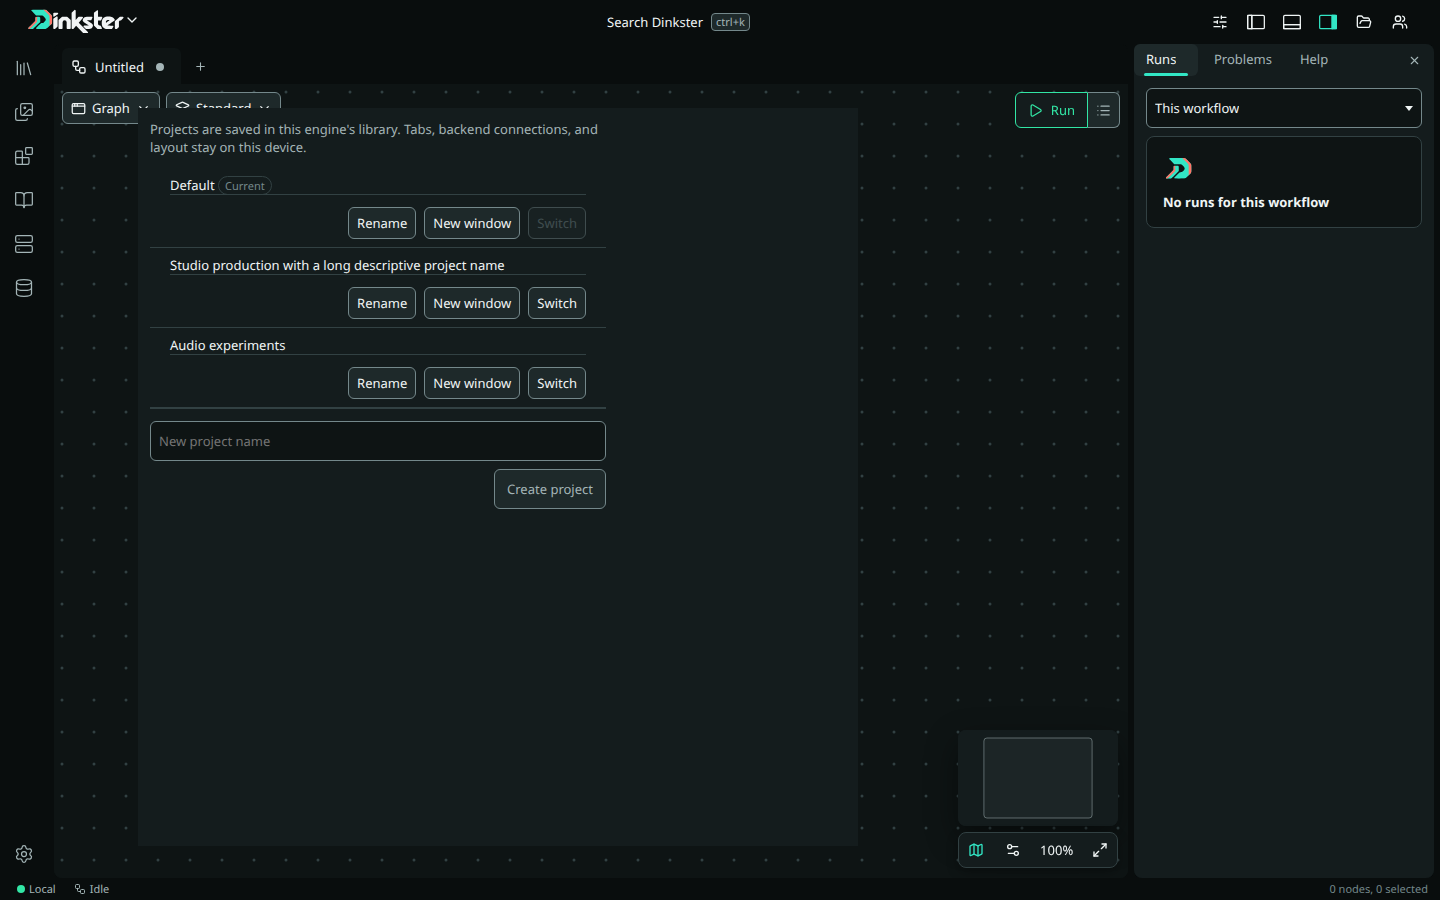 Dinkster
Search Dinkster ctrl+k
Untitled
Graph
Standard
Run
Projects are saved in this engine's library. Tabs, backend connections, and
layout stay on this device.
Default Current
Rename New window Switch
Studio production with a long descriptive project name
Rename New window Switch
Audio experiments
Rename New window Switch
New project name
Create project
Runs Problems Help
This workflow
No runs for this workflow
100%
Local Idle
0 nodes, 0 selected